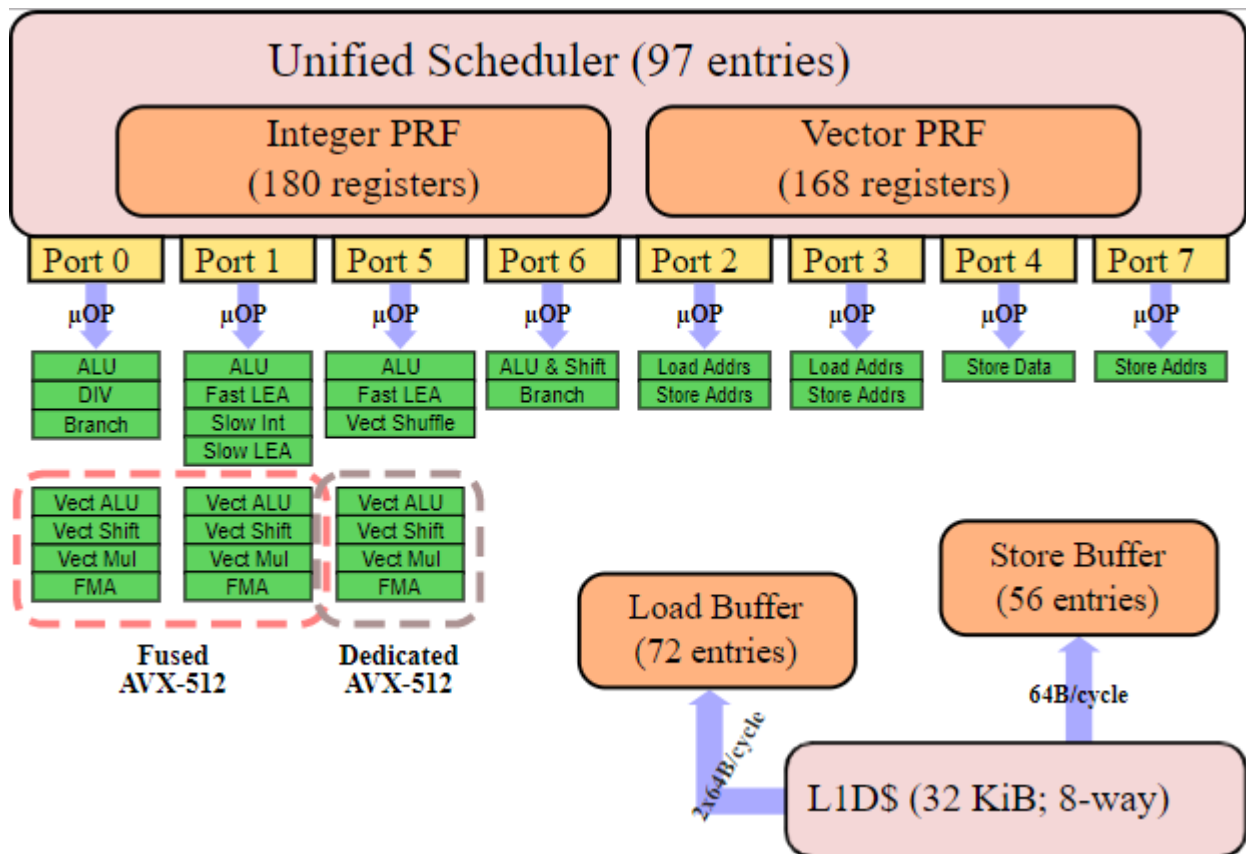 Unified Scheduler (97 entries)
Integer PRF
(180 registers)
Vector PRF
(168 registers)
Port 0
Port 1
Port 5
Port 6
Port 2
Port 3
Port 4
Port 7
µOP
µOP
µOP
µOP
µOP
µOP
µOP
µOP
ALU
DIV
Branch
ALU
Fast LEA
Slow Int
Slow LEA
ALU
Fast LEA
Vect Shuffle
ALU & Shift
Branch
Load Addrs
Store Addrs
Load Addrs
Store Addrs
Store Data
Store Addrs
Vect ALU
Vect Shift
Vect Mul
FMA
Vect ALU
Vect Shift
Vect Mul
FMA
Vect ALU
Vect Shift
Vect Mul
FMA
Fused
AVX-512
Dedicated
AVX-512
Load Buffer
(72 entries)
Store Buffer
(56 entries)
2x64B/cycle
64B/cycle
L1D$ (32 KiB; 8-way)